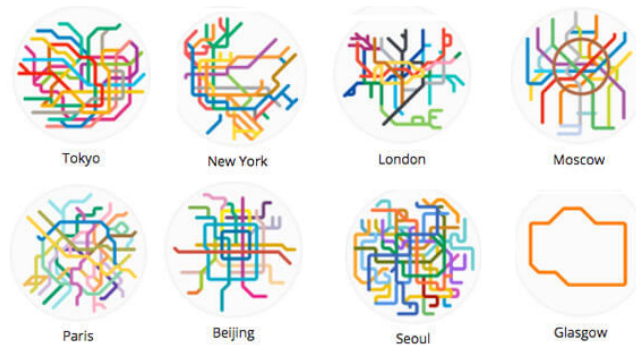 Tokyo
New York
London
Moscow
Paris
Beijing
Seoul
Glasgow